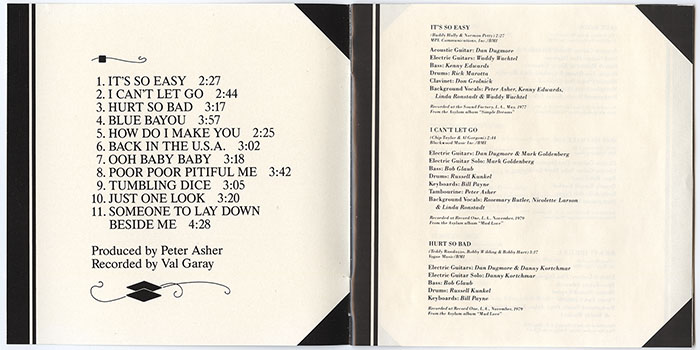 1. IT'S SO EASY 2:27
2. I CAN'T LET GO 2:44
3. HURT SO BAD 3:17
4. BLUE BAYOU 3:57
5. HOW DO I MAKE YOU 2:25
6. BACK IN THE U.S.A. 3:02
7. OOH BABY BABY 3:18
8. POOR POOR PITIFUL ME 3:42
9. TUMBLING DICE 3:05
10. JUST ONE LOOK 3:20
11. SOMEONE TO LAY DOWN
BESIDE ME 4:28
Produced by Peter Asher
Recorded by Val Garay
IT'S SO EASY
(Buddy Holly & Norman Petty) 2:27
MPL Communications, Inc./BMI
Acoustic Guitar: Dan Dugmore
Electric Guitars: Waddy Wachtel
Bass: Kenny Edwards
Drums: Rick Marotta
Clavinet: Don Grolnick
Background Vocals: Peter Asher, Kenny Edwards,
Linda Ronstadt & Waddy Wachtel
Recorded at the Sound Factory, L.A., May, 1977
From the Asylum album "Simple Dreams"
I CAN'T LET GO
(Chip Taylor & Al Gorgoni) 2:44
Blackwood Music Inc./BMI
Electric Guitars: Dan Dugmore & Mark Goldenberg
Electric Guitar Solo: Mark Goldenberg
Bass: Bob Glaub
Drums: Russell Kunkel
Keyboards: Bill Payne
Tambourine: Peter Asher
Background Vocals: Rosemary Butler, Nicolette Larson
& Linda Ronstadt
Recorded at Record One, L.A., November, 1979
From the Asylum album "Mad Love"
HURT SO BAD
(Teddy Randazzo, Bobby Wilding & Bobby Hart) 3:17
Vogue Music/BMI
Electric Guitars: Dan Dugmore & Danny Kortchmar
Electric Guitar Solo: Danny Kortchmar
Bass: Bob Glaub
Drums: Russell Kunkel
Keyboards: Bill Payne
Recorded at Record One, L.A., November, 1979
From the Asylum album "Mad Love"